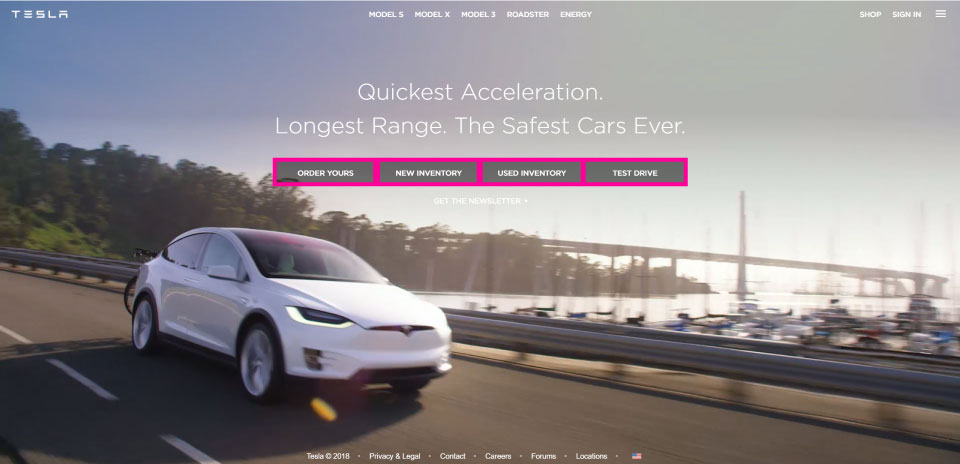 TESLA
MODEL S MODEL X MODEL 3 ROADSTER ENERGY
SHOP SIGN IN
Quickest Acceleration.
Longest Range. The Safest Cars Ever.
ORDER YOURS NEW INVENTORY USED INVENTORY TEST DRIVE
GET THE NEWSLETTER
Tesla © 2018 • Privacy & Legal • Contact • Careers • Forums • Locations •